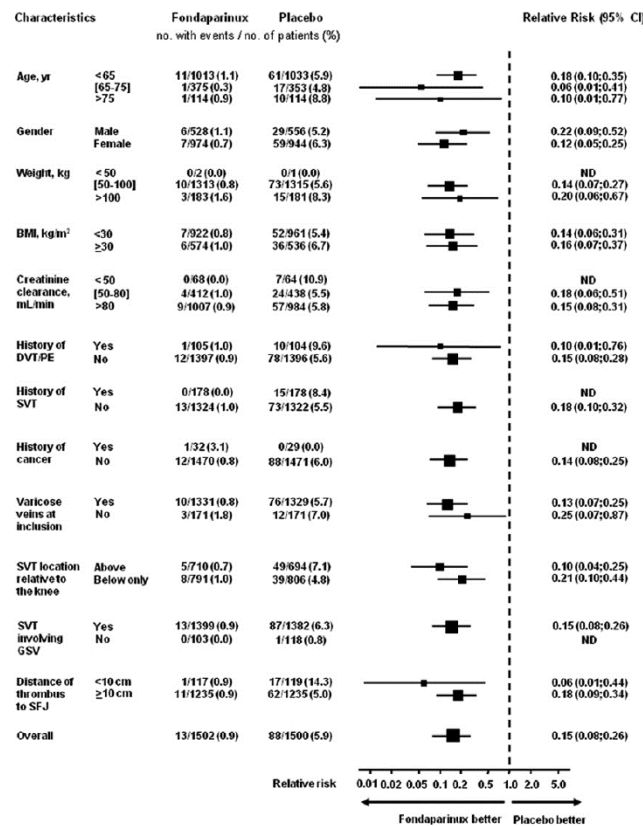 Characteristics Fondaparinux Placebo Relative Risk (95% CI)
no. with events / no. of patients (%)
Age, yr <65 11/1013 (1.1) 61/1033 (5.9) 0.18 (0.10;0.35)
[65-75] 1/375 (0.3) 17/353 (4.8) 0.06 (0.01;0.41)
>75 1/114 (0.9) 10/114 (8.8) 0.10 (0.01;0.77)
Gender Male 6/528 (1.1) 29/556 (5.2) 0.22 (0.09;0.52)
Female 7/974 (0.7) 59/944 (6.3) 0.12 (0.05;0.25)
Weight, kg <50 0/2 (0.0) 0/1 (0.0) ND
[50-100] 10/1313 (0.8) 73/1315 (5.6) 0.14 (0.07;0.27)
>100 3/183 (1.6) 15/181 (8.3) 0.20 (0.06;0.67)
BMI, kg/m² <30 7/922 (0.8) 52/961 (5.4) 0.14 (0.06;0.31)
≥30 6/574 (1.0) 36/536 (6.7) 0.16 (0.07;0.37)
Creatinine <50 0/68 (0.0) 7/64 (10.9) ND
clearance, [50-80] 4/412 (1.0) 24/438 (5.5) 0.18 (0.06;0.51)
mL/min >80 9/1007 (0.9) 57/984 (5.8) 0.15 (0.08;0.31)
History of Yes 1/105 (1.0) 10/104 (9.6) 0.10 (0.01;0.76)
DVT/PE No 12/1397 (0.9) 78/1396 (5.6) 0.15 (0.08;0.28)
History of Yes 0/178 (0.0) 15/178 (8.4) ND
SVT No 13/1324 (1.0) 73/1322 (5.5) 0.18 (0.10;0.32)
History of Yes 1/32 (3.1) 0/29 (0.0) ND
cancer No 12/1470 (0.8) 88/1471 (6.0) 0.14 (0.08;0.25)
Varicose Yes 10/1331 (0.8) 76/1329 (5.7) 0.13 (0.07;0.25)
veins at No 3/171 (1.8) 12/171 (7.0) 0.25 (0.07;0.87)
inclusion
SVT location Above 5/710 (0.7) 49/694 (7.1) 0.10 (0.04;0.25)
relative to Below only 8/791 (1.0) 39/806 (4.8) 0.21 (0.10;0.44)
the knee
SVT Yes 13/1399 (0.9) 87/1382 (6.3) 0.15 (0.08;0.26)
involving No 0/103 (0.0) 1/118 (0.8) ND
GSV
Distance of <10 cm 1/117 (0.9) 17/119 (14.3) 0.06 (0.01;0.44)
thrombus ≥10 cm 11/1235 (0.9) 62/1235 (5.0) 0.18 (0.09;0.34)
to SFJ
Overall 13/1502 (0.9) 88/1500 (5.9) 0.15 (0.08;0.26)
Relative risk 0.01 0.02 0.05 0.1 0.2 0.5 1.0 2.0 5.0
Fondaparinux better Placebo better